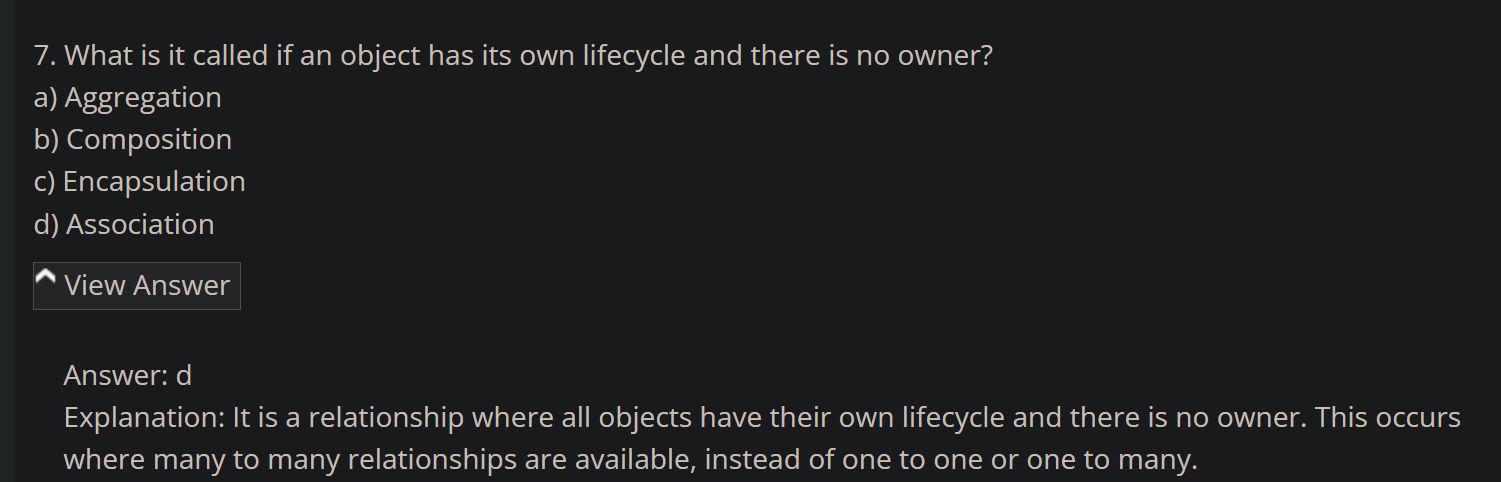 7. What is it called if an object has its own lifecycle and there is no owner?
a) Aggregation
b) Composition
c) Encapsulation
d) Association
View Answer
Answer: d
Explanation: It is a relationship where all objects have their own lifecycle and there is no owner. This occurs
where many to many relationships are available, instead of one to one or one to many.